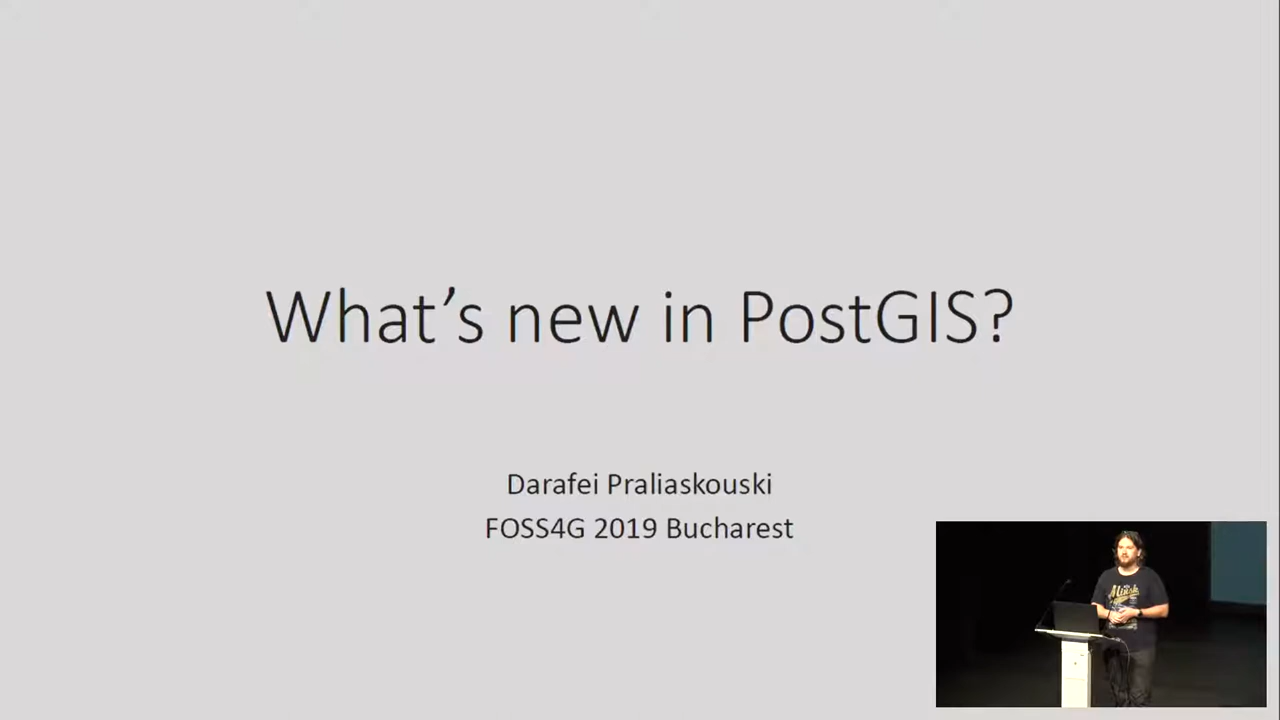 What's new in PostGIS?
Darafei Praliaskouski
FOSS4G 2019 Bucharest